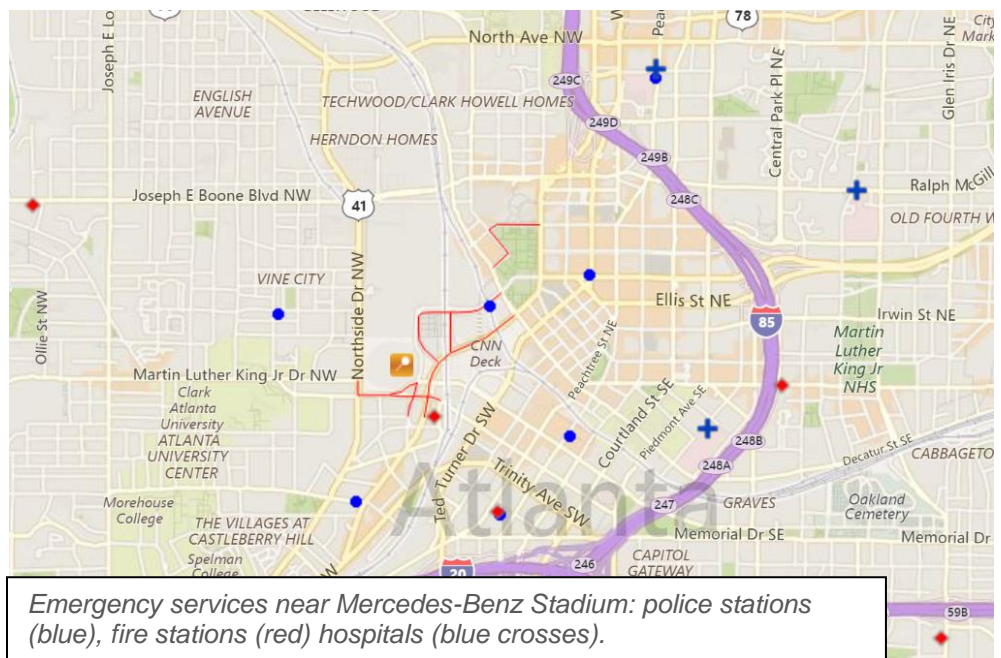 North Ave NW
78
City
Mark
Joseph E Lo
249C
ENGLISH
AVENUE
TECHWOOD/CLARK HOWELL HOMES
249D
Central Park Pl NE
Glen Iris Dr NE
HERNDON HOMES
249B
Joseph E Boone Blvd NW
41
248C
Ralph McGill
OLD FOURTH W
VINE CITY
Northside Dr NW
Ellis St NE
85
Irwin St NE
Ollie St NW
CNN
Deck
Peachtree St NE
Martin
Luther
King Jr
NHS
Martin Luther King Jr Dr NW
Clark
Atlanta
University
ATLANTA
UNIVERSITY
CENTER
Courtland St SE
Piedmont Ave SE
248B
248A
Decatur St SE
CABBAGETO
Ted Turner Dr SW
Trinity Ave SW
Atlanta
247
GRAVES
Oakland
Cemetery
Morehouse
College
THE VILLAGES AT
CASTLEBERRY HILL
Memorial Dr SE
Memorial Dr
Spelman
College
20
246
CAPITOL
GATEWAY
59B
Emergency services near Mercedes-Benz Stadium: police stations
(blue), fire stations (red) hospitals (blue crosses).